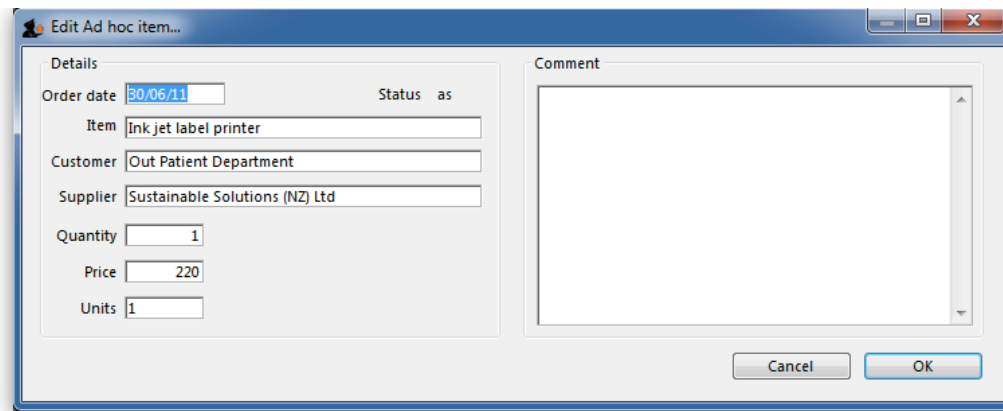 Edit Ad hoc item...
Details
Order date 30/06/11 Status as
Item Ink jet label printer
Customer Out Patient Department
Supplier Sustainable Solutions (NZ) Ltd
Quantity 1
Price 220
Units 1
Comment
Cancel OK